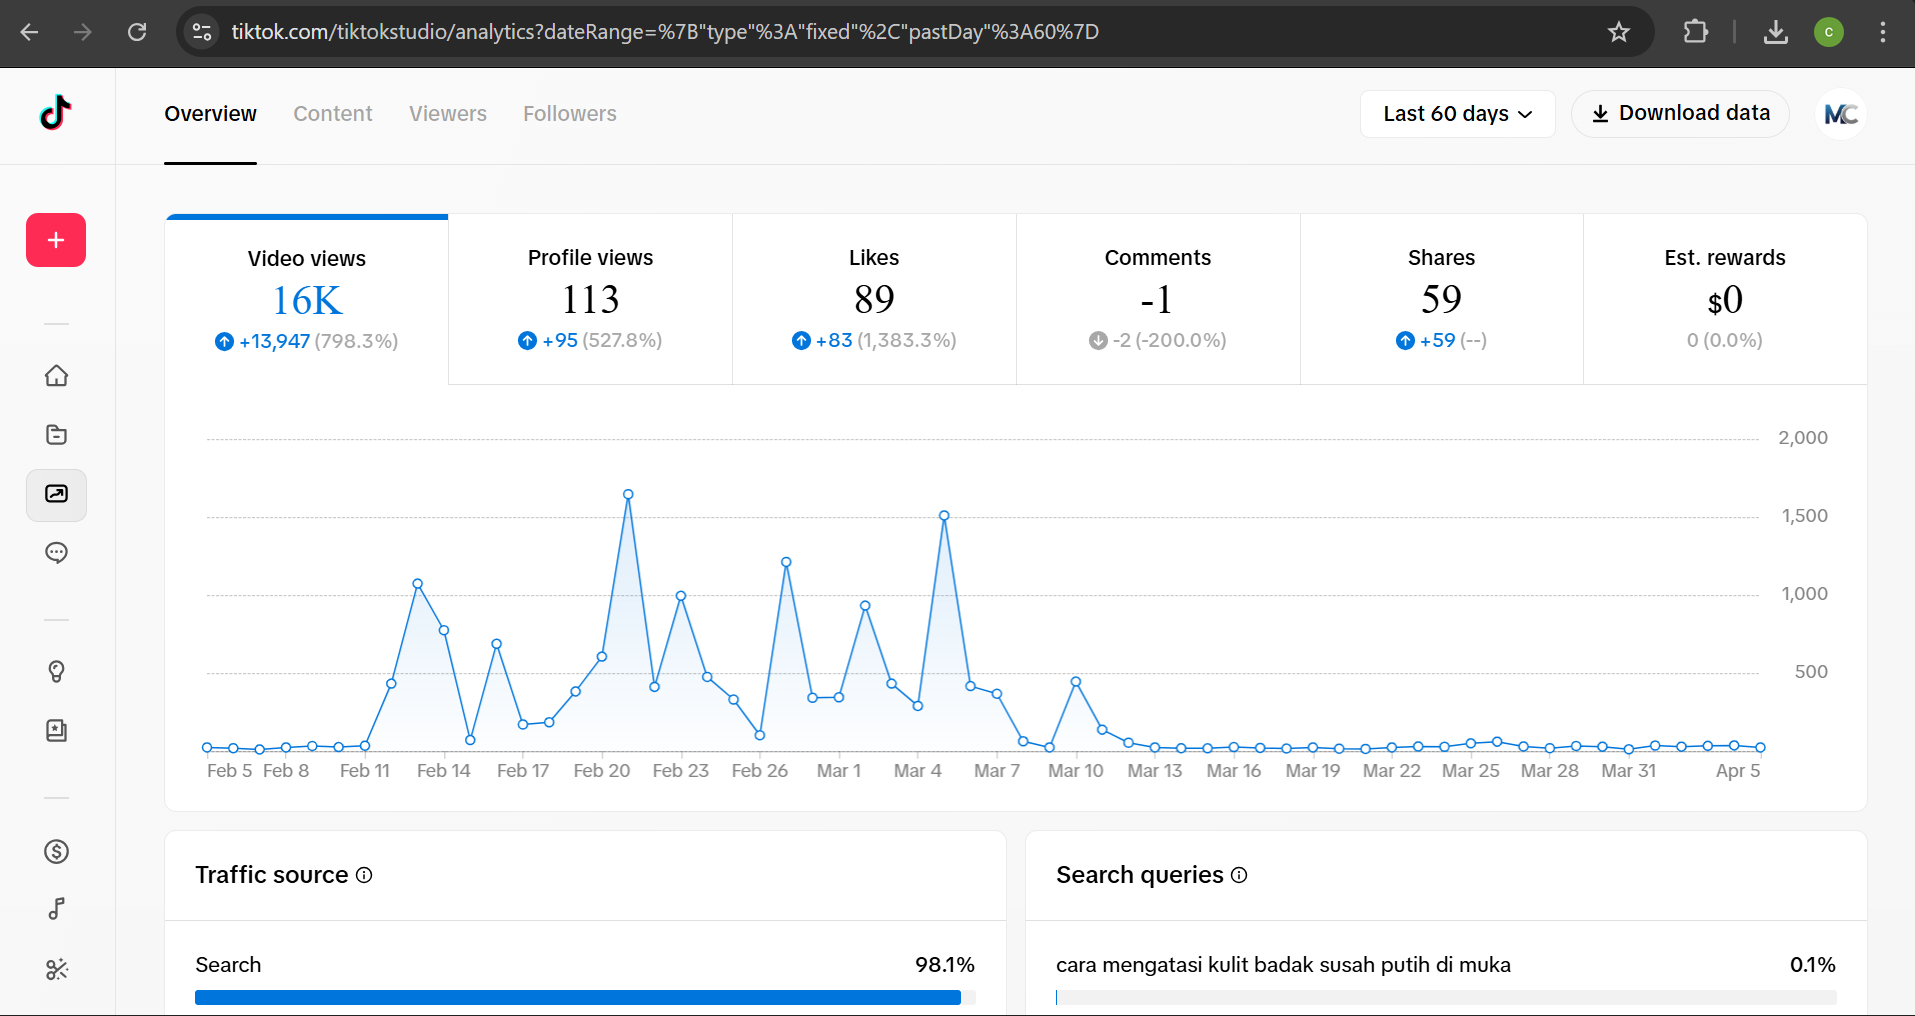 tiktok.com/tiktokstudio/analytics?dateRange=%7B"type"%3A"fixed"%2C"pastDay"%3A60%7D
C
Overview
Content
Viewers
Followers
Last 60 days
Download data
MC
Video views
16K
+13,947 (798.3%)
Profile views
113
+95 (527.8%)
Likes
89
+83 (1,383.3%)
Comments
-1
-2 (-200.0%)
Shares
59
+59 (--)
Est. rewards
$0
0 (0.0%)
2,000
1,500
1,000
500
Feb 5
Feb 8
Feb 11
Feb 14
Feb 17
Feb 20
Feb 23
Feb 26
Mar 1
Mar 4
Mar 7
Mar 10
Mar 13
Mar 16
Mar 19
Mar 22
Mar 25
Mar 28
Mar 31
Apr 5
Traffic source
Search
98.1%
Search queries
cara mengatasi kulit badak susah putih di muka
0.1%